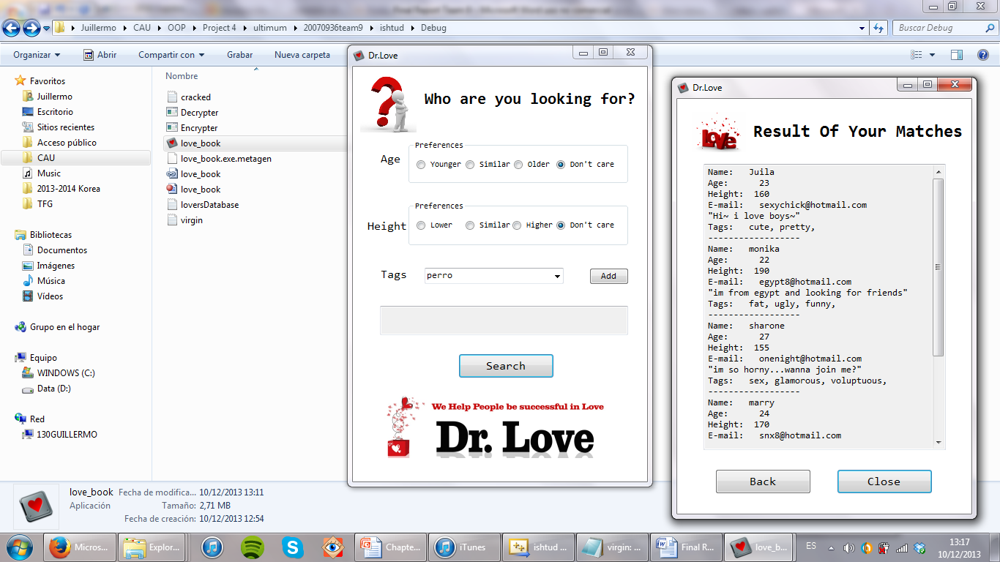 Juillermo CAU OOP Project 4 ultimum 20070936team9 ishtud Debug
Buscar Debug
Organizar Abrir Compartir con Grabar Nueva carpeta
Favoritos
Juillermo
Escritorio
Sitios recientes
Acceso público
CAU
Music
2013-2014 Korea
TFG
Bibliotecas
Documentos
Imágenes
Música
Vídeos
Grupo en el hogar
Equipo
WINDOWS (C:)
Data (D:)
Red
130GUILLERMO
Nombre
cracked
Decrypter
Encrypter
love_book
love_book.exe.metagen
love_book
love_book
loversDatabase
virgin
Dr.Love
Who are you looking for?
Age
Preferences
Younger Similar Older Don't care
Height
Preferences
Lower Similar Higher Don't care
Tags perro Add
Search
We Help People be successful in Love
Dr. Love
Dr.Love
love
Result Of Your Matches
Name: Juila
Age: 23
Height: 160
E-mail: sexychick@hotmail.com
"Hi~ i love boys~"
Tags: cute, pretty,
------------------
Name: monika
Age: 22
Height: 190
E-mail: egypt8@hotmail.com
"im from egypt and looking for friends"
Tags: fat, ugly, funny,
------------------
Name: sharone
Age: 27
Height: 155
E-mail: onenight@hotmail.com
"im so horny...wanna join me?"
Tags: sex, glamorous, voluptuous,
------------------
Name: marry
Age: 24
Height: 170
E-mail: snx8@hotmail.com
Back Close
love_book Fecha de modifica... 10/12/2013 13:11
Aplicación Tamaño: 2,71 MB
Fecha de creación: 10/12/2013 12:54
Micros... Explor... Chapte... iTunes ishtud ... virgin: ... Final R... love_b... ES 13:17
10/12/2013